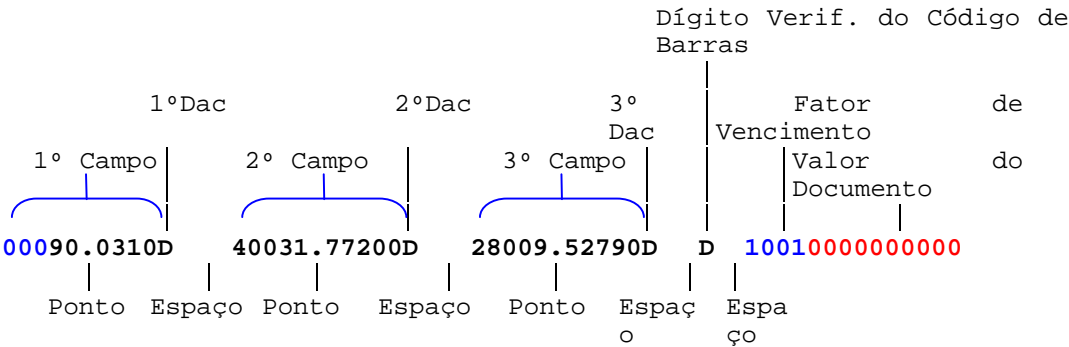 Dígito Verif. do Código de
Barras
1ºDac 2ºDac 3º Fator de
Dac Vencimento
1º Campo 2º Campo 3º Campo Valor do
Documento
00090.0310D 40031.77200D 28009.52790D D 10010000000000
Ponto Espaço Ponto Espaço Ponto Espaç Espa
o ço